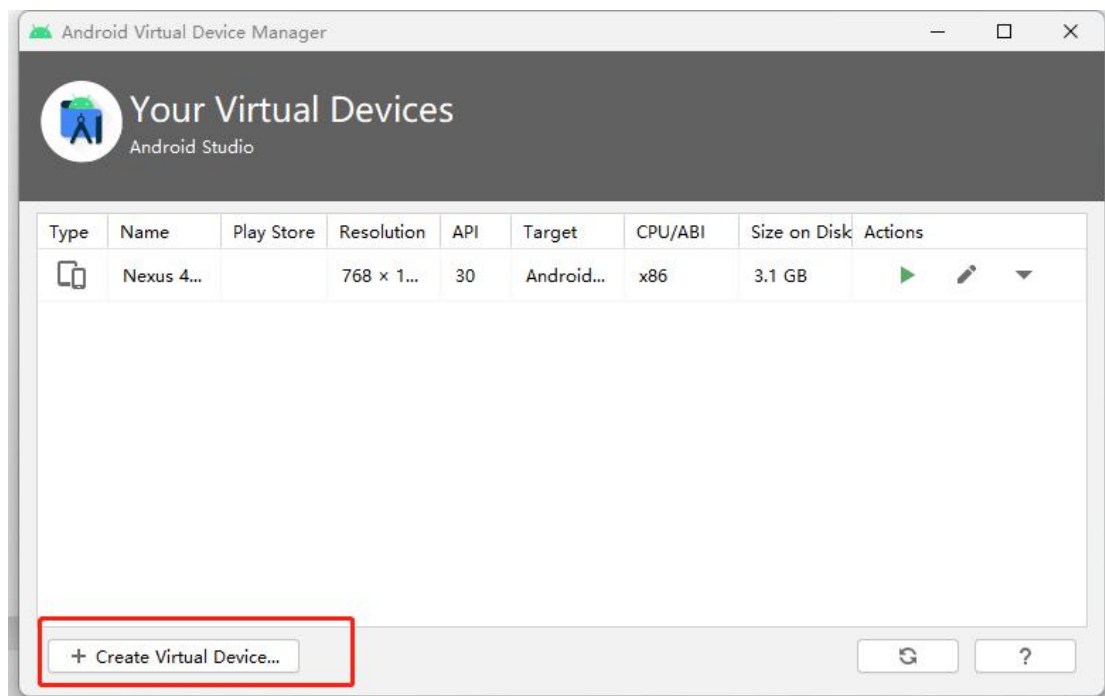 Android Virtual Device Manager
Your Virtual Devices
Android Studio
Type Name Play Store Resolution API Target CPU/ABI Size on Disk Actions
Nexus 4... 768 × 1... 30 Android... x86 3.1 GB
+ Create Virtual Device... ?